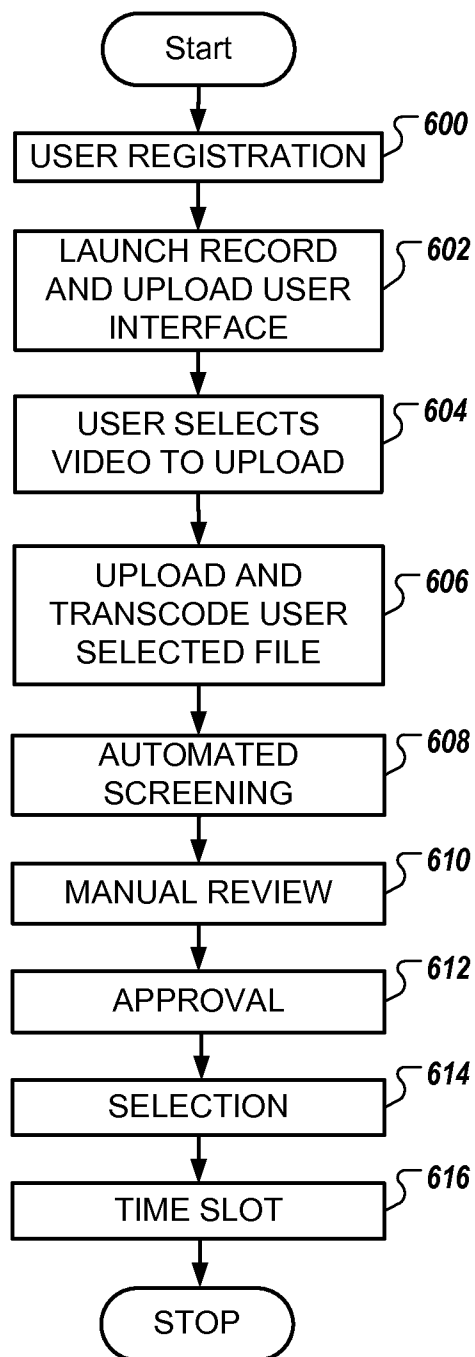 Start
600
USER REGISTRATION
602
LAUNCH RECORD
AND UPLOAD USER
INTERFACE
604
USER SELECTS
VIDEO TO UPLOAD
606
UPLOAD AND
TRANSCODE USER
SELECTED FILE
608
AUTOMATED
SCREENING
610
MANUAL REVIEW
612
APPROVAL
614
SELECTION
616
TIME SLOT
STOP